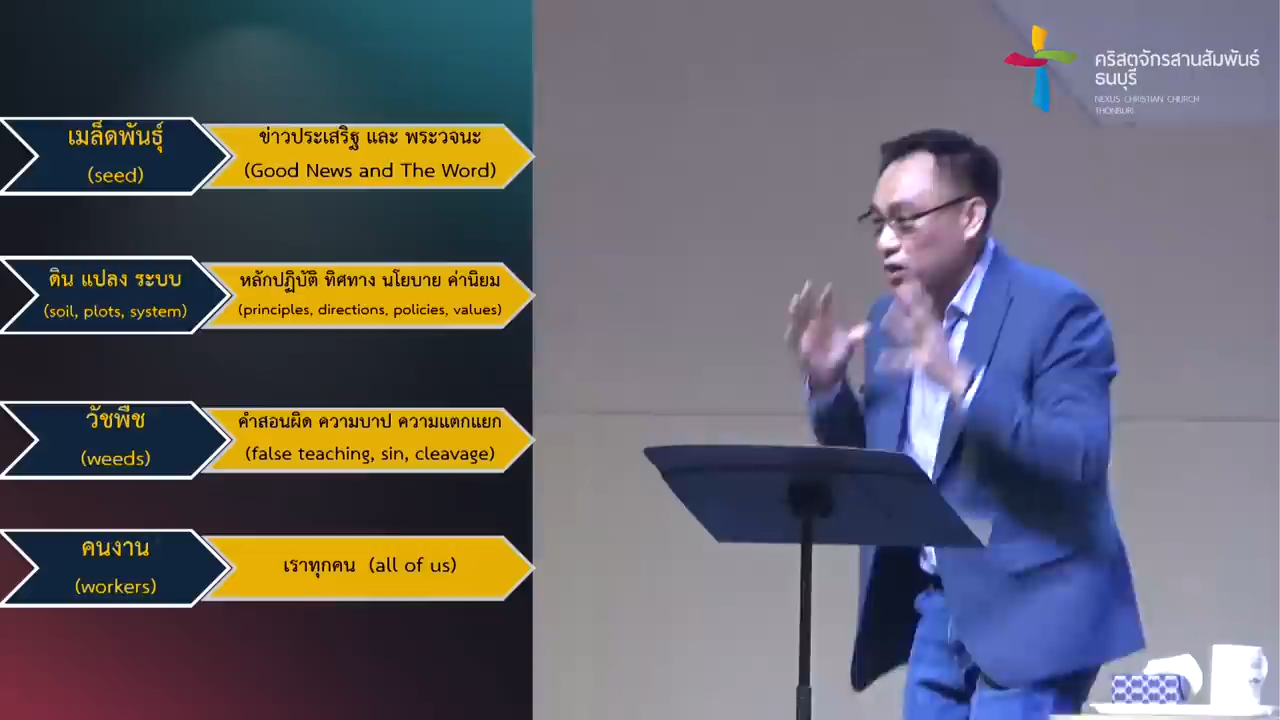 เมล็ดพันธุ์
(seed)
ข่าวประเสริฐ และ พระวจนะ
(Good News and The Word)
ดิน แปลง ระบบ
(soil, plots, system)
หลักปฏิบัติ ทิศทาง นโยบาย ค่านิยม
(principles, directions, policies, values)
วัชพืช
(weeds)
คำสอนผิด ความบาป ความแตกแยก
(false teaching, sin, cleavage)
คนงาน
(workers)
เราทุกคน (all of us)
คริสตจักรสานสัมพันธ์
ธนบุรี
NEXUS CHRISTIAN CHURCH
THONBURI